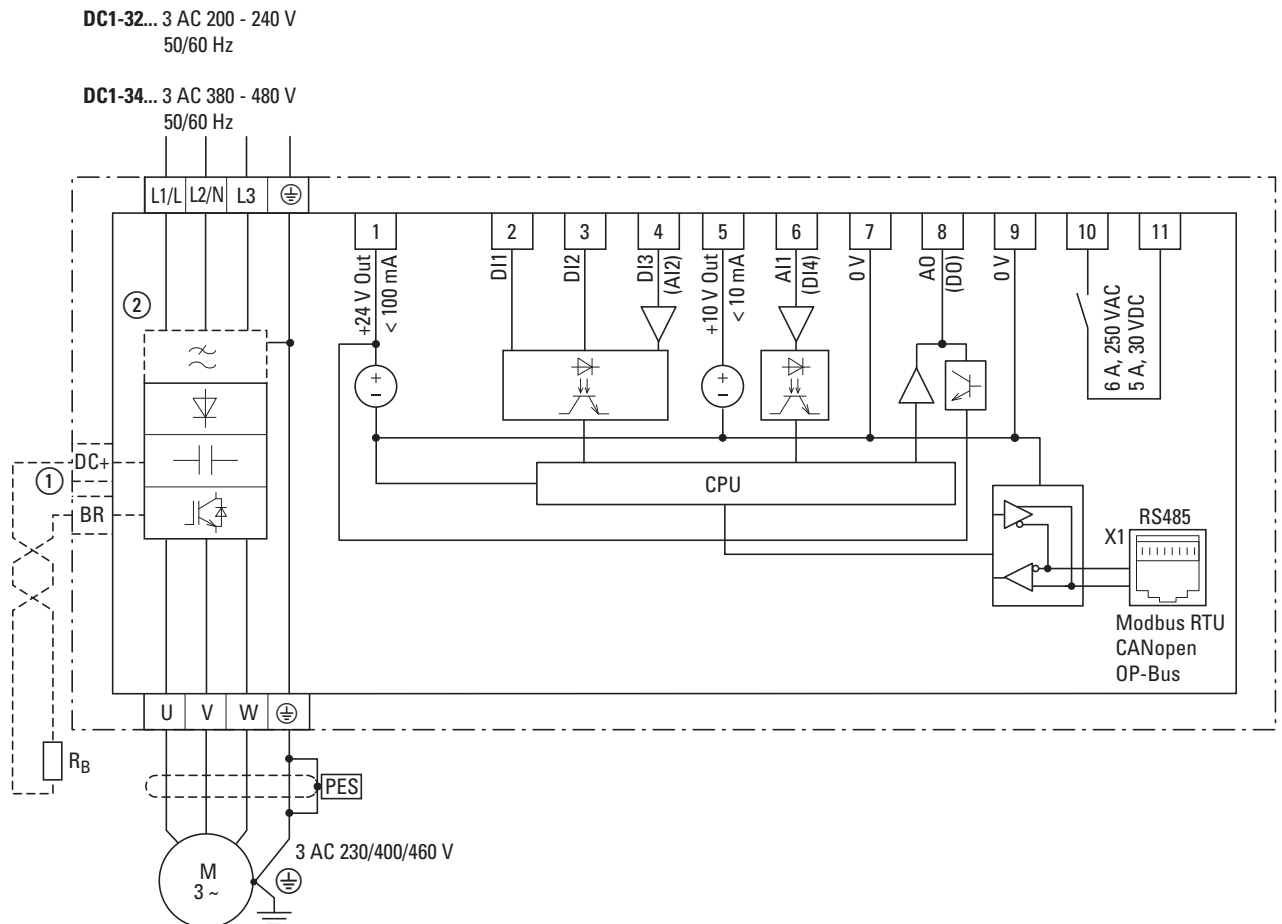 DC1-32... 3 AC 200 - 240 V
50/60 Hz
DC1-34... 3 AC 380 - 480 V
50/60 Hz
L1/L L2/N L3
1 2 3 4 5 6 7 8 9 10 11
+24 V Out
< 100 mA
DI1
DI2
DI3
(AI2)
+10 V Out
< 10 mA
AI1
(DI4)
0 V
AO
(DO)
0 V
6 A, 250 VAC
5 A, 30 VDC
2
+
-
+
-
DC+
1
BR
CPU
X1
RS485
Modbus RTU
CANopen
OP-Bus
U V W
RB
PES
3 AC 230/400/460 V
M
3 ~